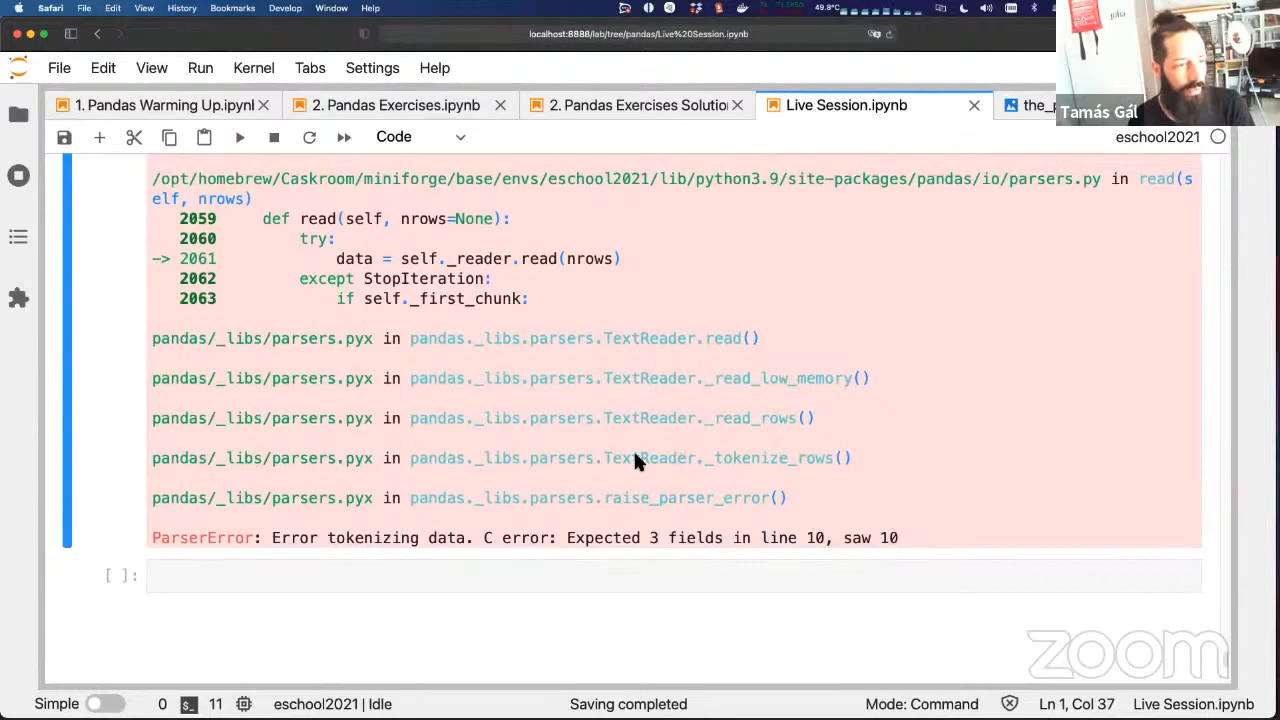 Safari File Edit View History Bookmarks Develop Window Help 49.8°C
localhost:8888/lab/tree/pandas/Live%20Session.ipynb
File Edit View Run Kernel Tabs Settings Help
1. Pandas Warming Up.ipynl 2. Pandas Exercises.ipynb 2. Pandas Exercises Solutio Live Session.ipynb the_p
Tamás Gál
Code eschool2021
/opt/homebrew/Caskroom/miniforge/base/envs/eschool2021/lib/python3.9/site-packages/pandas/io/parsers.py in read(s
elf, nrows)
2059 def read(self, nrows=None):
2060 try:
-> 2061 data = self._reader.read(nrows)
2062 except StopIteration:
2063 if self._first_chunk:
pandas/_libs/parsers.pyx in pandas._libs.parsers.TextReader.read()
pandas/_libs/parsers.pyx in pandas._libs.parsers.TextReader._read_low_memory()
pandas/_libs/parsers.pyx in pandas._libs.parsers.TextReader._read_rows()
pandas/_libs/parsers.pyx in pandas._libs.parsers.TextReader._tokenize_rows()
pandas/_libs/parsers.pyx in pandas._libs.parsers.raise_parser_error()
ParserError: Error tokenizing data. C error: Expected 3 fields in line 10, saw 10
[ ]:
zoom
Simple 0 $_ 11 eschool2021 | Idle Saving completed Mode: Command Ln 1, Col 37 Live Session.ipynb